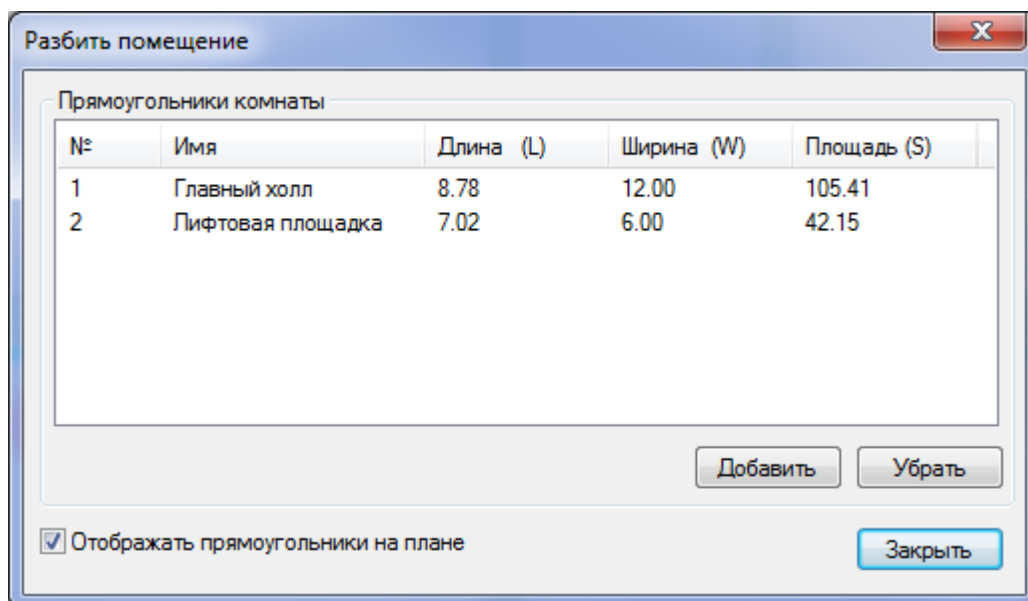 Разбить помещение
Прямоугольники комнаты
№ Имя Длина (L) Ширина (W) Площадь (S)
1 Главный холл 8.78 12.00 105.41
2 Лифтовая площадка 7.02 6.00 42.15
Добавить Убрать
Отображать прямоугольники на плане
Закрыть